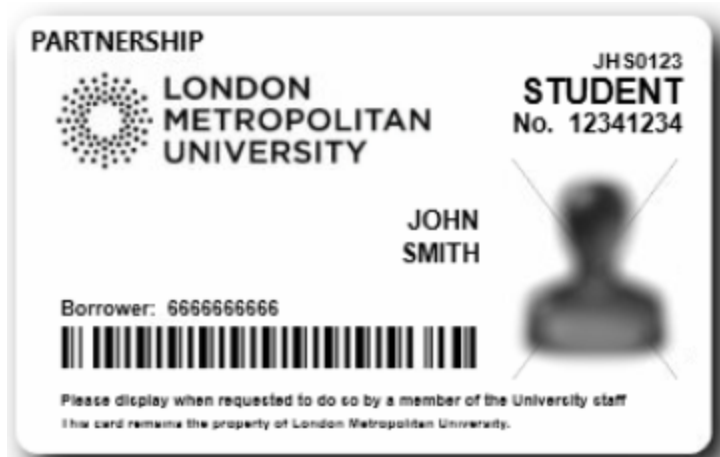 PARTNERSHIP
LONDON
METROPOLITAN
UNIVERSITY
JHS0123
STUDENT
No. 12341234
JOHN
SMITH
Borrower: 6666666666
Please display when requested to do so by a member of the University staff
This card remains the property of London Metropolitan University.